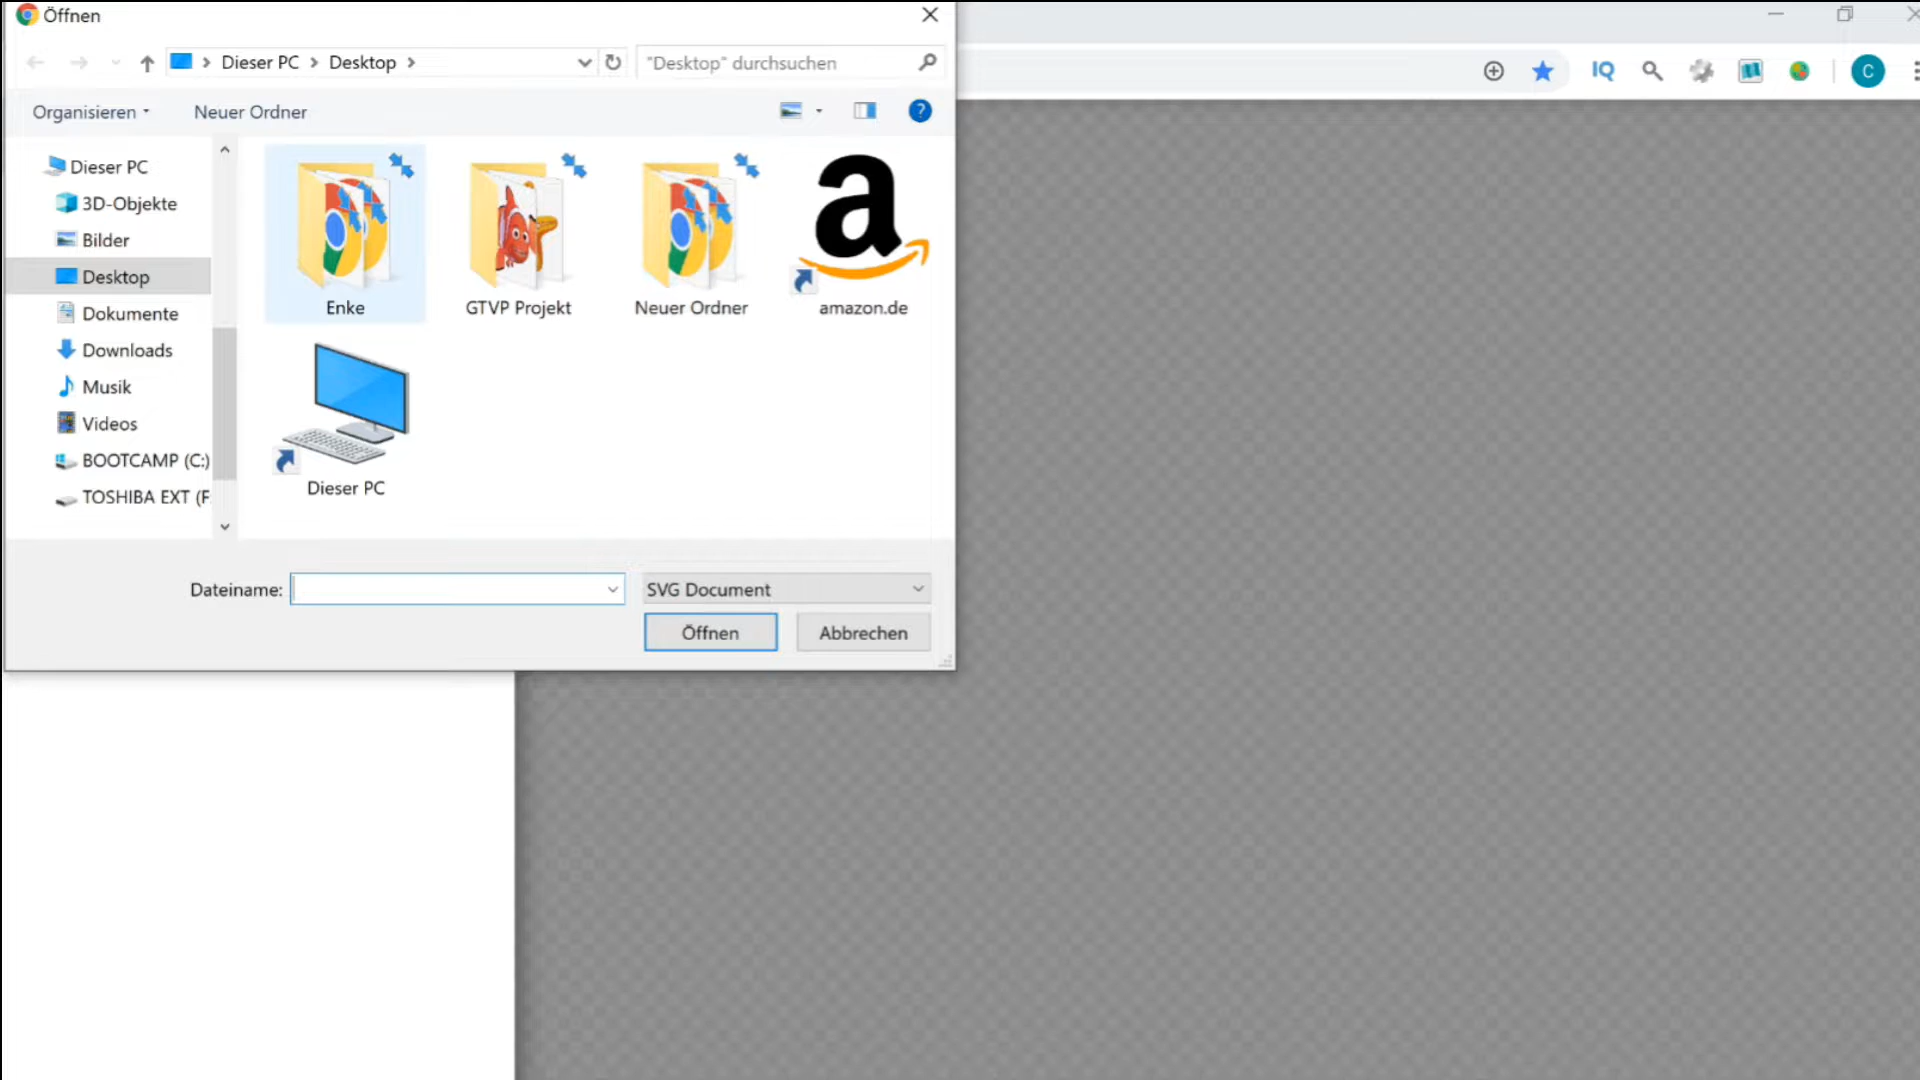 Öffnen
Dieser PC > Desktop >
"Desktop" durchsuchen
IQ
C
Organisieren
Neuer Ordner
?
Dieser PC
3D-Objekte
Bilder
Desktop
Dokumente
Downloads
Musik
Videos
BOOTCAMP (C:)
TOSHIBA EXT (F
Enke
GTVP Projekt
Neuer Ordner
a
amazon.de
Dieser PC
Dateiname:
SVG Document
Öffnen
Abbrechen